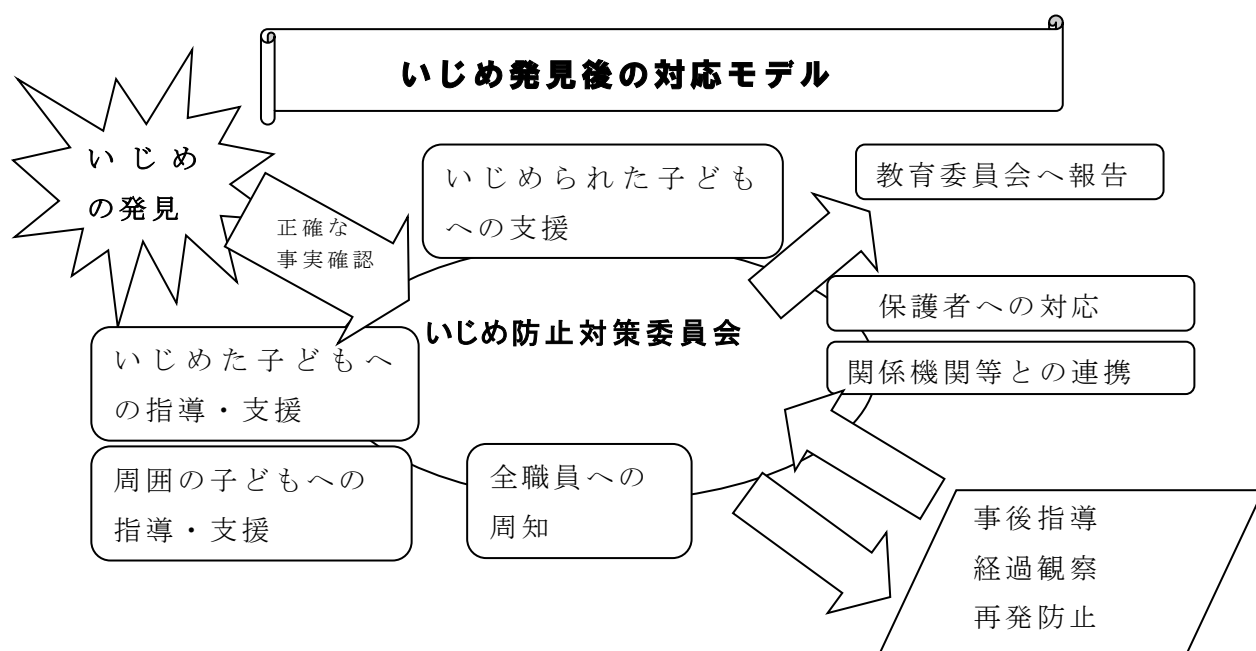 いじめ発見後の対応モデル
いじめ
の発見
正確な
事実確認
いじめられた子ども
への支援
教育委員会へ報告
保護者への対応
関係機関等との連携
いじめ防止対策委員会
いじめた子どもへ
の指導・支援
周囲の子どもへの
指導・支援
全職員への
周知
事後指導
経過観察
再発防止